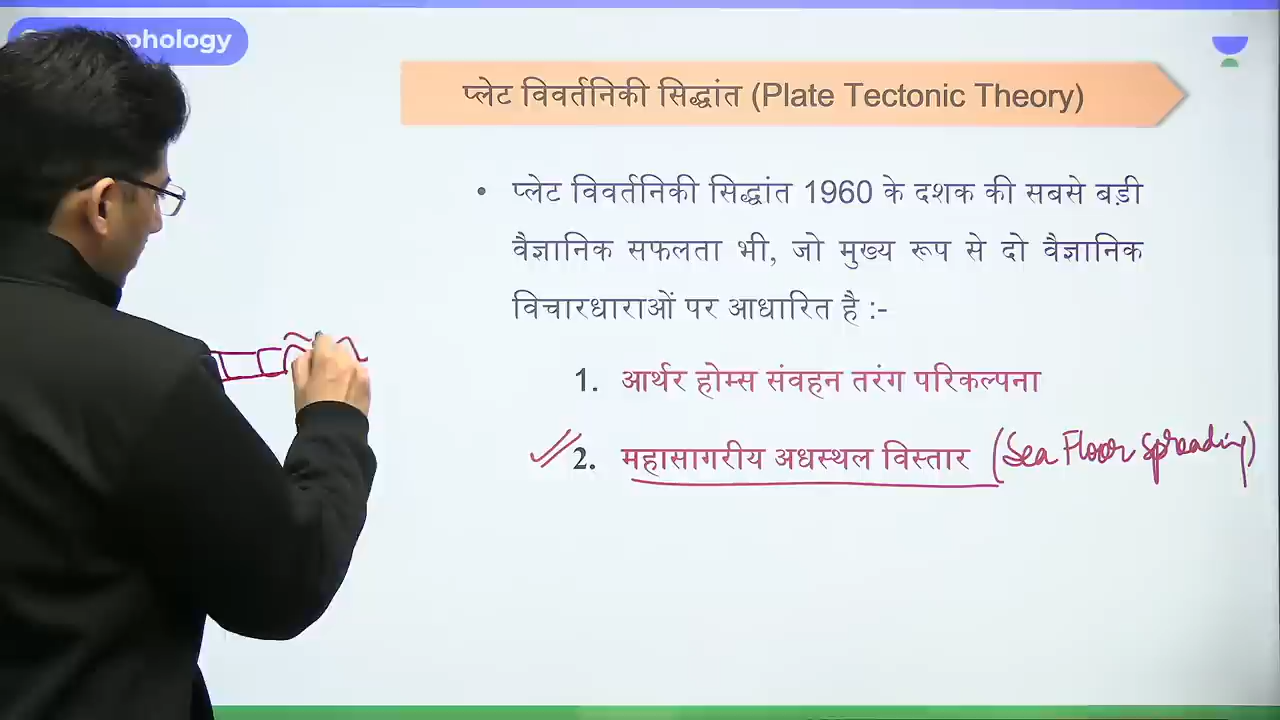 phology
प्लेट विवर्तनिकी सिद्धांत (Plate Tectonic Theory)
• प्लेट विवर्तनिकी सिद्धांत 1960 के दशक की सबसे बड़ी
वैज्ञानिक सफलता भी, जो मुख्य रूप से दो वैज्ञानिक
विचारधाराओं पर आधारित है :-
1. आर्थर होम्स संवहन तरंग परिकल्पना
2. महासागरीय अधस्थल विस्तार (Sea Floor Spreading)